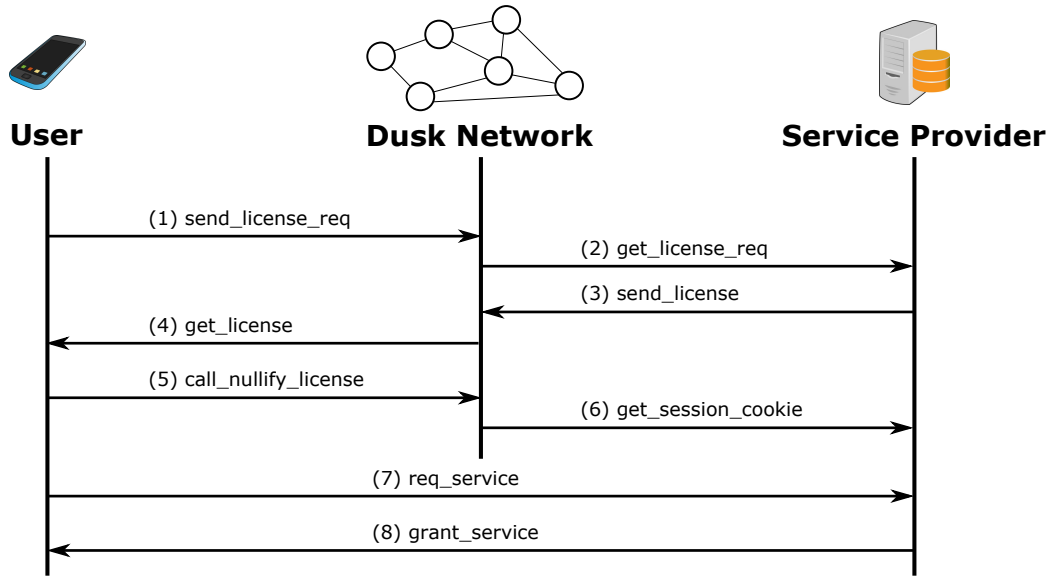 User
Dusk Network
Service Provider
(1) send_license_req
(2) get_license_req
(3) send_license
(4) get_license
(5) call_nullify_license
(6) get_session_cookie
(7) req_service
(8) grant_service